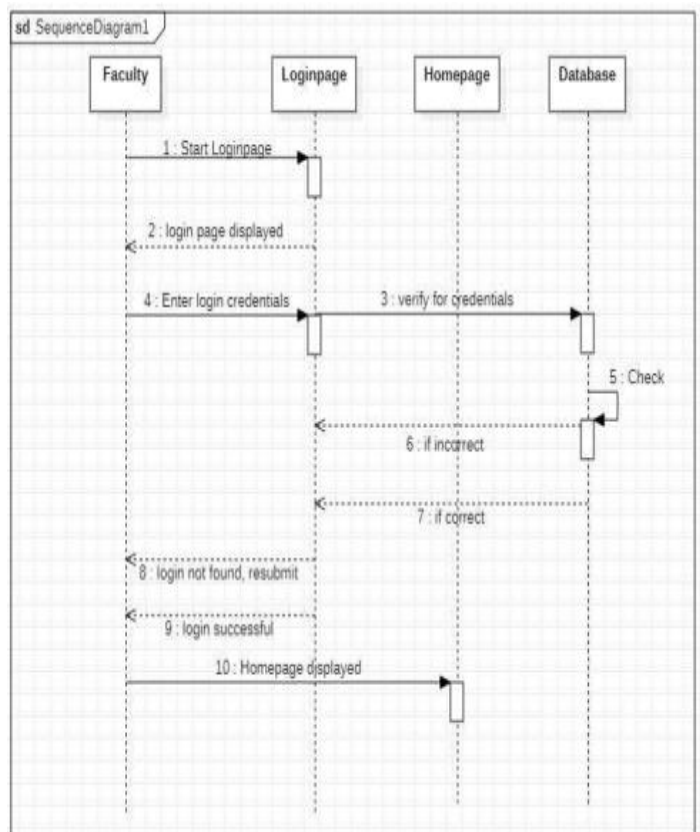 sd SequenceDiagram1
Faculty
Loginpage
Homepage
Database
1 : Start Loginpage
2 : login page displayed
4 : Enter login credentials
3 : verify for credentials
5 : Check
6 : if incorrect
7 : if correct
8 : login not found, resubmit
9 : login successful
10 : Homepage displayed